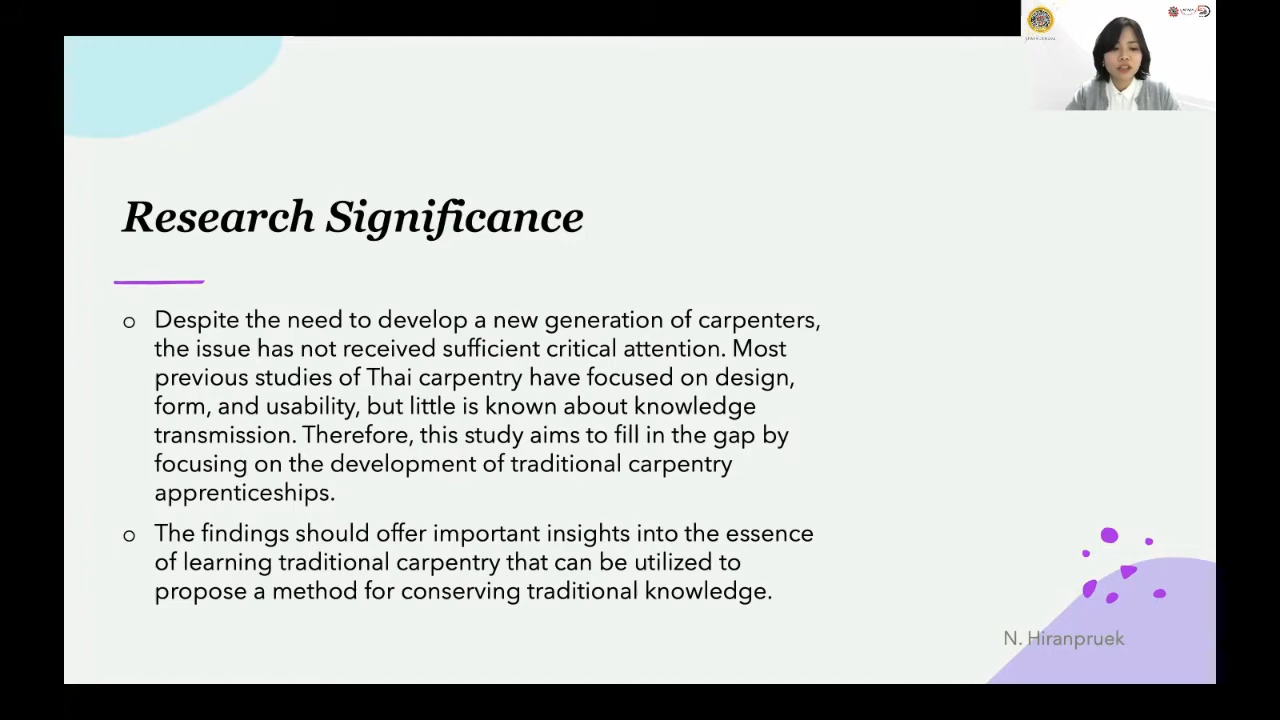 Research Significance
o Despite the need to develop a new generation of carpenters,
the issue has not received sufficient critical attention. Most
previous studies of Thai carpentry have focused on design,
form, and usability, but little is known about knowledge
transmission. Therefore, this study aims to fill in the gap by
focusing on the development of traditional carpentry
apprenticeships.
o The findings should offer important insights into the essence
of learning traditional carpentry that can be utilized to
propose a method for conserving traditional knowledge.
N. Hiranpruek